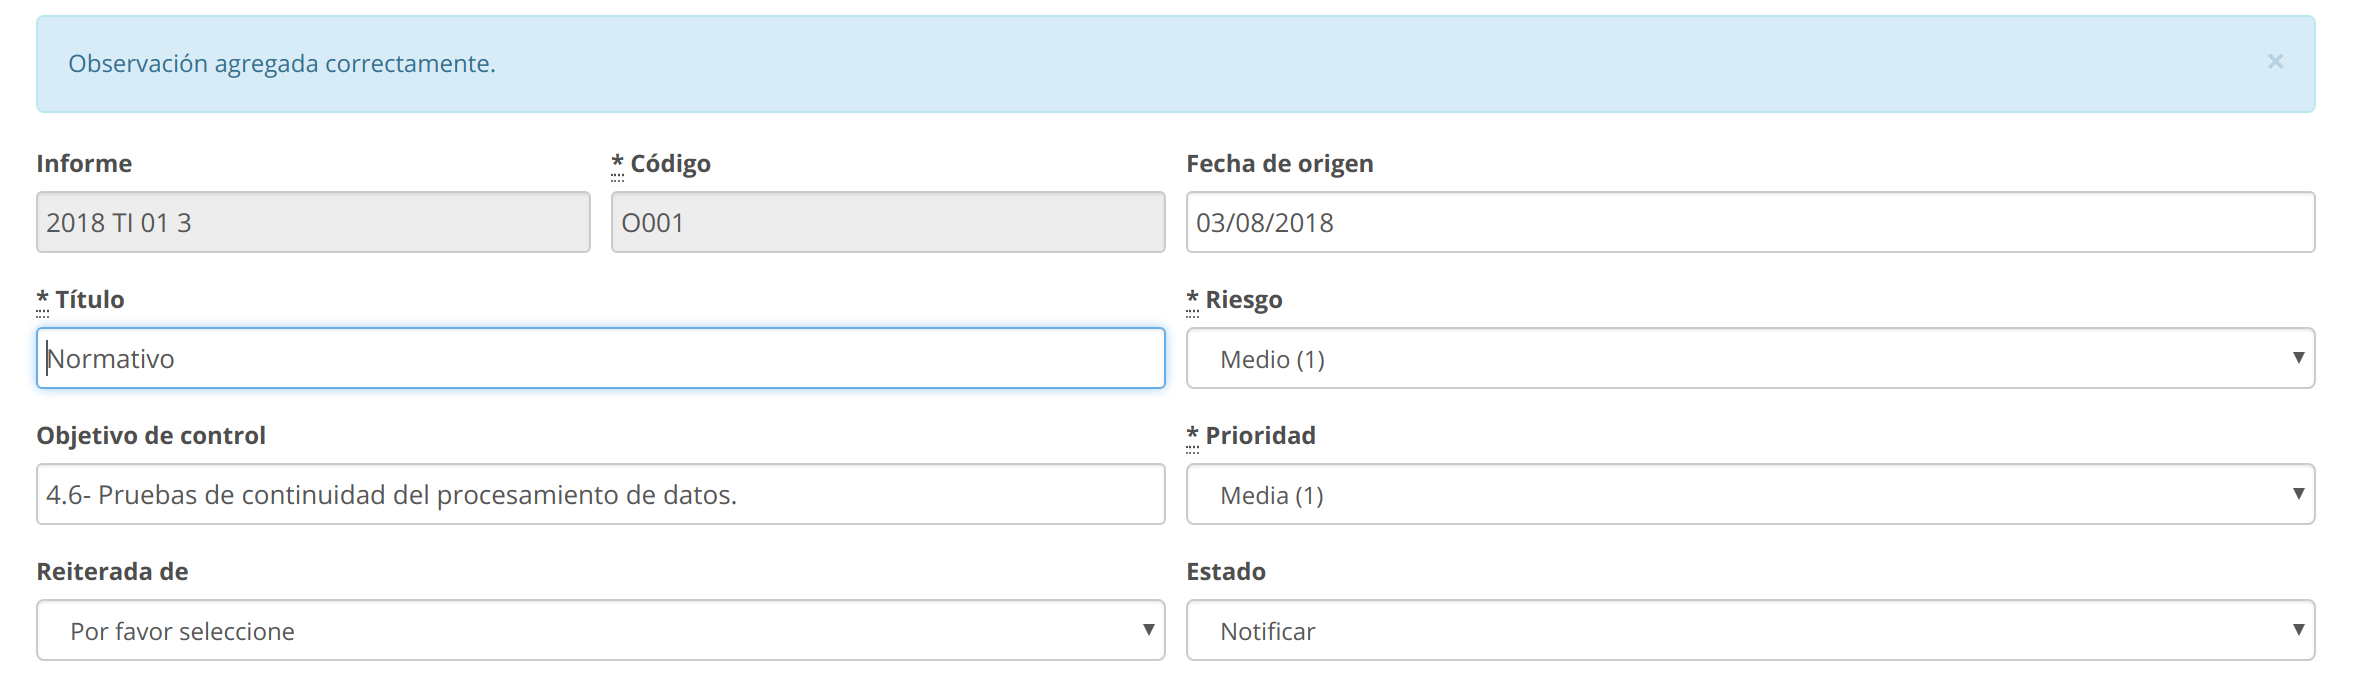 Observación agregada correctamente.
×
Informe
* Código
Fecha de origen
2018 TI 01 3
O001
03/08/2018
* Título
* Riesgo
Normativo
Medio (1)
Objetivo de control
* Prioridad
4.6- Pruebas de continuidad del procesamiento de datos.
Media (1)
Reiterada de
Estado
Por favor seleccione
Notificar